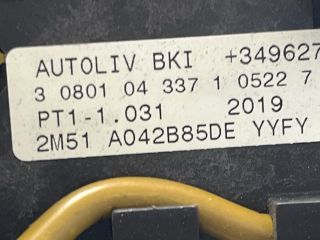 AUTOLIV BKI +349627
3 0801 04 337 1 0522 7
PT1-1.031 2019
2M51 A042B85DE YYFY